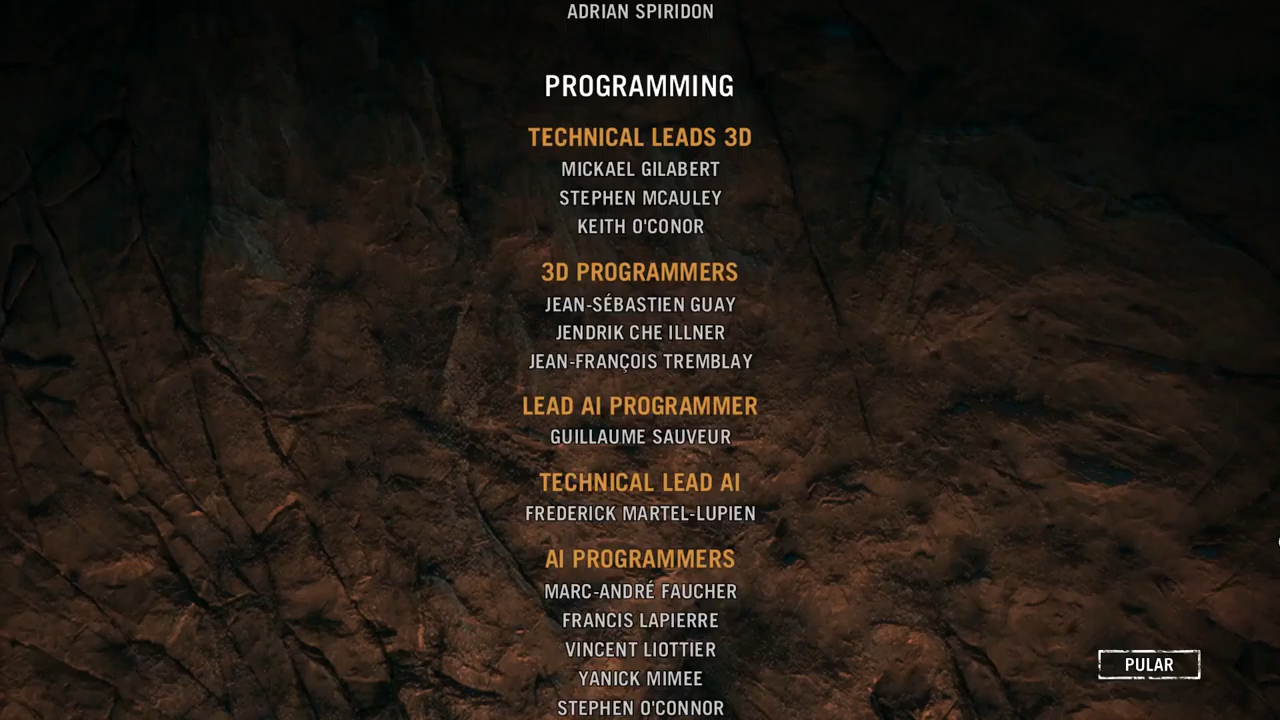 ADRIAN SPIRIDON
PROGRAMMING
TECHNICAL LEADS 3D
MICKAEL GILABERT
STEPHEN MCAULEY
KEITH O'CONOR
3D PROGRAMMERS
JEAN-SÉBASTIEN GUAY
JENDRIK CHE ILLNER
JEAN-FRANÇOIS TREMBLAY
LEAD AI PROGRAMMER
GUILLAUME SAUVEUR
TECHNICAL LEAD AI
FREDERICK MARTEL-LUPIEN
AI PROGRAMMERS
MARC-ANDRÉ FAUCHER
FRANCIS LAPIERRE
VINCENT LIOTTIER
YANICK MIMEE
STEPHEN O'CONNOR
PULAR